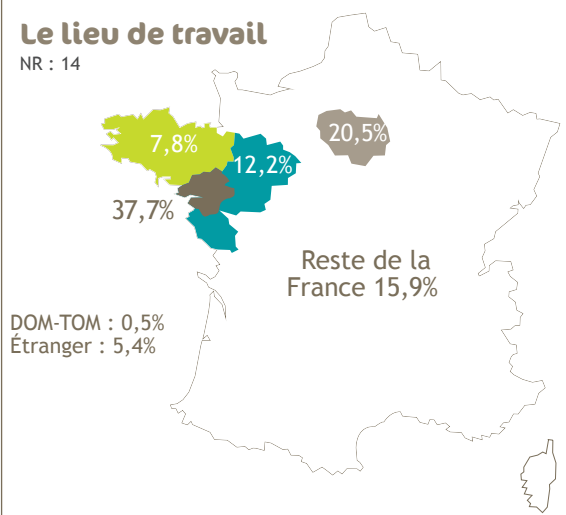 Le lieu de travail
NR : 14
20,5%
7,8%
12,2%
37,7%
Reste de la
France 15,9%
DOM-TOM : 0,5%
Étranger : 5,4%